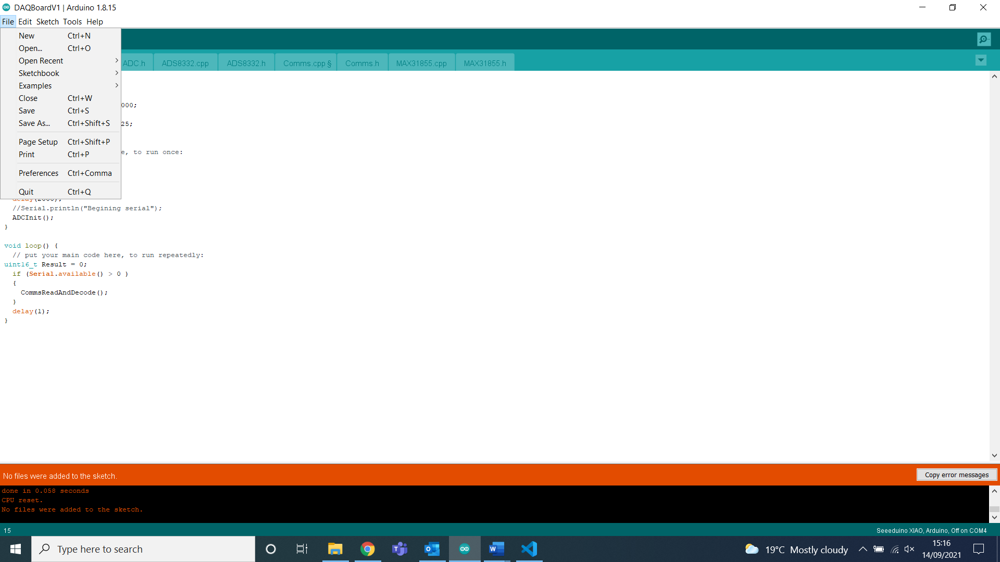 DAQBoardV1 | Arduino 1.8.15
File Edit Sketch Tools Help
New Ctrl+N
Open... Ctrl+O
Open Recent
Sketchbook
Examples
Close Ctrl+W
Save Ctrl+S
Save As... Ctrl+Shift+S
Page Setup Ctrl+Shift+P
Print Ctrl+P
Preferences Ctrl+Comma
Quit Ctrl+Q
ADC.h ADS8332.cpp ADS8332.h Comms.cpp § Comms.h MAX31855.cpp MAX31855.h
000;
25;
e, to run once:
delay(2000);
//Serial.println("Begining serial");
ADCInit();
}
void loop() {
// put your main code here, to run repeatedly:
uint16_t Result = 0;
if (Serial.available() > 0 )
{
CommsReadAndDecode();
}
delay(1);
}
No files were added to the sketch.
Copy error messages
done in 0.058 seconds
CPU reset.
No files were added to the sketch.
15
Seeeduino XIAO, Arduino, Off on COM4
Type here to search
19°C Mostly cloudy
15:16
14/09/2021